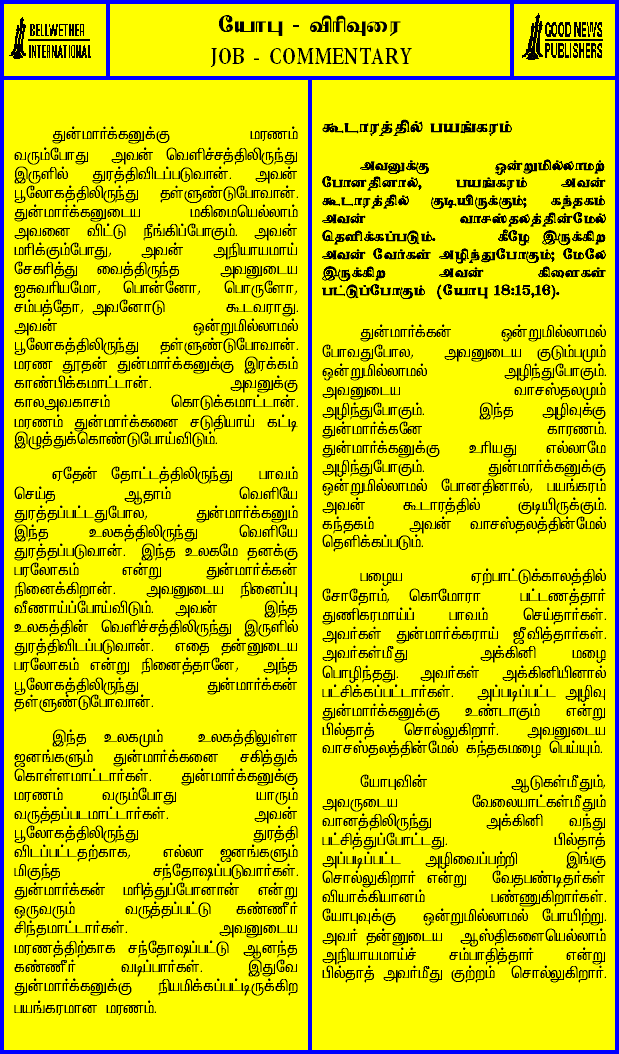 BELLWETHER
INTERNATIONAL
யோபு - விரிவுரை
JOB - COMMENTARY
GOOD NEWS
PUBLISHERS
துன்மார்க்கனுக்கு மரணம்
வரும்போது அவன் வெளிச்சத்திலிருந்து
இருளில் துரத்திவிடப்படுவான். அவன்
பூலோகத்திலிருந்து தள்ளுண்டுபோவான்.
துன்மார்க்கனுடைய மகிமையெல்லாம்
அவனை விட்டு நீங்கிப்போகும். அவன்
மரிக்கும்போது, அவன் அநியாயமாய்
சேகரித்து வைத்திருந்த அவனுடைய
ஐசுவரியமோ, பொன்னோ, பொருளோ,
சம்பத்தோ, அவனோடு கூடவராது.
அவன் ஒன்றுமில்லாமல்
பூலோகத்திலிருந்து தள்ளுண்டுபோவான்.
மரண தூதன் துன்மார்க்கனுக்கு இரக்கம்
காண்பிக்கமாட்டான். அவனுக்கு
காலஅவகாசம் கொடுக்கமாட்டான்.
மரணம் துன்மார்க்கனை சடுதியாய் கட்டி
இழுத்துக்கொண்டுபோய்விடும்.
ஏதேன் தோட்டத்திலிருந்து பாவம்
செய்த ஆதாம் வெளியே
துரத்தப்பட்டதுபோல, துன்மார்க்கனும்
இந்த உலகத்திலிருந்து வெளியே
துரத்தப்படுவான். இந்த உலகமே தனக்கு
பரலோகம் என்று துன்மார்க்கன்
நினைக்கிறான். அவனுடைய நினைப்பு
வீணாய்ப்போய்விடும். அவன் இந்த
உலகத்தின் வெளிச்சத்திலிருந்து இருளில்
துரத்திவிடப்படுவான். எதை தன்னுடைய
பரலோகம் என்று நினைத்தானோ, அந்த
பூலோகத்திலிருந்து துன்மார்க்கன்
தள்ளுண்டுபோவான்.
இந்த உலகமும் உலகத்திலுள்ள
ஜனங்களும் துன்மார்க்கனை சகித்துக்
கொள்ளமாட்டார்கள். துன்மார்க்கனுக்கு
மரணம் வரும்போது யாரும்
வருத்தப்படமாட்டார்கள். அவன்
பூலோகத்திலிருந்து துரத்தி
விடப்பட்டதற்காக, எல்லா ஜனங்களும்
மிகுந்த சந்தோஷப்படுவார்கள்.
துன்மார்க்கன் மரித்துப்போனான் என்று
ஒருவரும் வருத்தப்பட்டு கண்ணீர்
சிந்தமாட்டார்கள். அவனுடைய
மரணத்திற்காக சந்தோஷப்பட்டு ஆனந்த
கண்ணீர் வடிப்பார்கள். இதுவே
துன்மார்க்கனுக்கு நியமிக்கப்பட்டிருக்கிற
பயங்கரமான மரணம்.
கூடாரத்தில் பயங்கரம்
அவனுக்கு ஒன்றுமில்லாமற்
போனதினால், பயங்கரம் அவன்
கூடாரத்தில் குடியிருக்கும்; கந்தகம்
அவன் வாசஸ்தலத்தின்மேல்
தெளிக்கப்படும். கீழே இருக்கிற
அவன் வேர்கள் அழிந்துபோகும்; மேலே
இருக்கிற அவன் கிளைகள்
பட்டுப்போகும் (யோபு 18:15,16).
துன்மார்க்கன் ஒன்றுமில்லாமல்
போவதுபோல, அவனுடைய குடும்பமும்
ஒன்றுமில்லாமல் அழிந்துபோகும்.
அவனுடைய வாசஸ்தலமும்
அழிந்துபோகும். இந்த அழிவுக்கு
துன்மார்க்கனே காரணம்.
துன்மார்க்கனுக்கு உரியது எல்லாமே
அழிந்துபோகும். துன்மார்க்கனுக்கு
ஒன்றுமில்லாமல் போனதினால், பயங்கரம்
அவன் கூடாரத்தில் குடியிருக்கும்.
கந்தகம் அவன் வாசஸ்தலத்தின்மேல்
தெளிக்கப்படும்.
பழைய ஏற்பாட்டுக்காலத்தில்
சோதோம், கொமோரா பட்டணத்தார்
துணிகரமாய்ப் பாவம் செய்தார்கள்.
அவர்கள் துன்மார்க்கராய் ஜீவித்தார்கள்.
அவர்கள்மீது அக்கினி மழை
பொழிந்தது. அவர்கள் அக்கினியினால்
பட்சிக்கப்பட்டார்கள். அப்படிப்பட்ட அழிவு
துன்மார்க்கனுக்கு உண்டாகும் என்று
பில்தாத் சொல்லுகிறார். அவனுடைய
வாசஸ்தலத்தின்மேல் கந்தகமழை பெய்யும்.
யோபுவின் ஆடுகள்மீதும்,
அவருடைய வேலையாட்கள்மீதும்
வானத்திலிருந்து அக்கினி வந்து
பட்சித்துப்போட்டது. பில்தாத்
அப்படிப்பட்ட அழிவைப்பற்றி இங்கு
சொல்லுகிறார் என்று வேதபண்டிதர்கள்
வியாக்கியானம் பண்ணுகிறார்கள்.
யோபுவுக்கு ஒன்றுமில்லாமல் போயிற்று.
அவர் தன்னுடைய ஆஸ்திகளையெல்லாம்
அநியாயமாய்ச் சம்பாதித்தார் என்று
பில்தாத் அவர்மீது குற்றம் சொல்லுகிறார்.